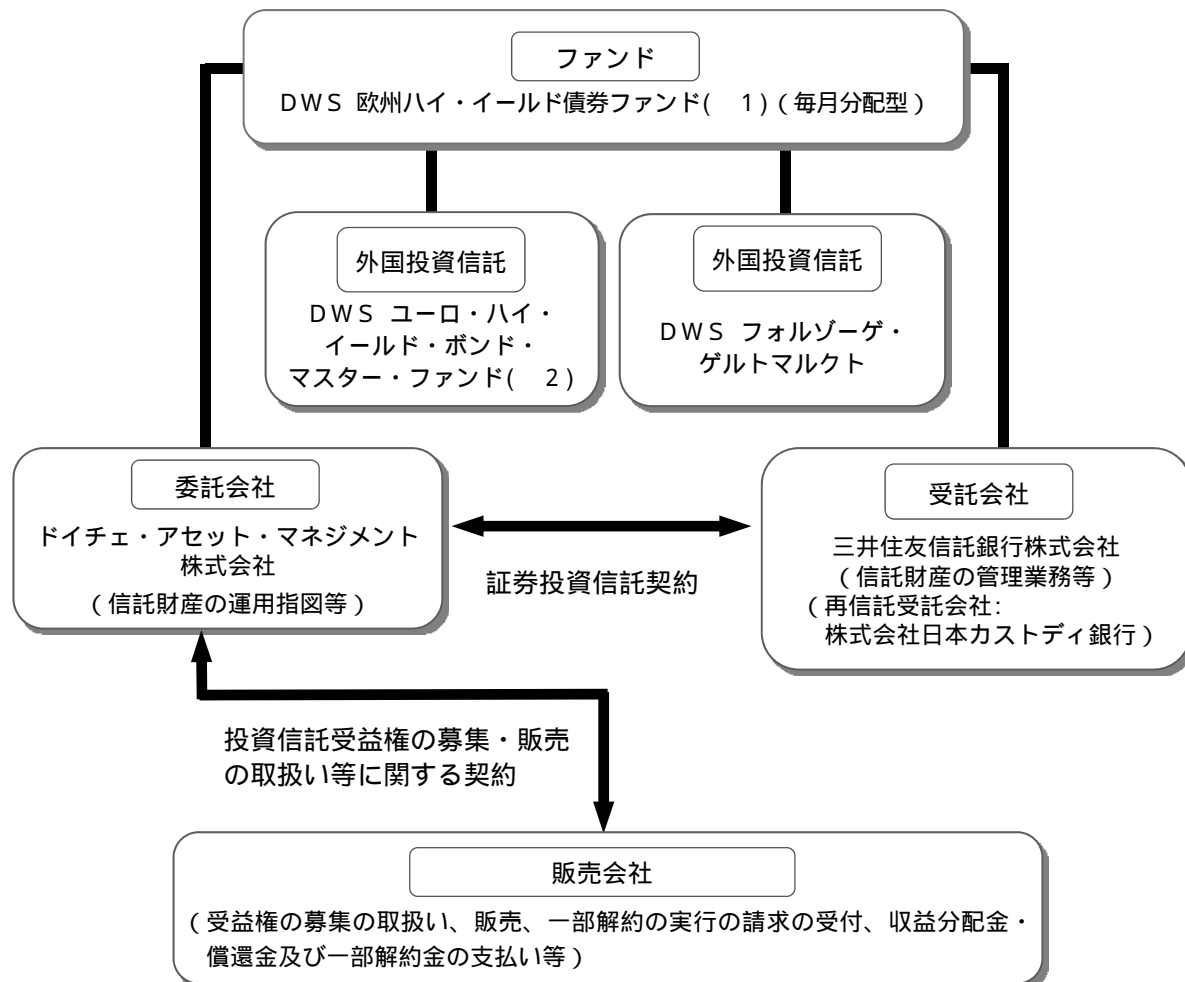 ファンド
DWS 欧州ハイ・イールド債券ファンド( 1)(毎月分配型)
外国投資信託
DWS ユーロ・ハイ・
イールド・ボンド・
マスター・ファンド( 2)
外国投資信託
DWS フォルゾーゲ・
ゲルトマルクト
委託会社
ドイチェ・アセット・マネジメント
株式会社
(信託財産の運用指図等)
証券投資信託契約
受託会社
三井住友信託銀行株式会社
(信託財産の管理業務等)
(再信託受託会社:
株式会社日本カストディ銀行)
投資信託受益権の募集・販売
の取扱い等に関する契約
販売会社
(受益権の募集の取扱い、販売、一部解約の実行の請求の受付、収益分配金・
償還金及び一部解約金の支払い等)